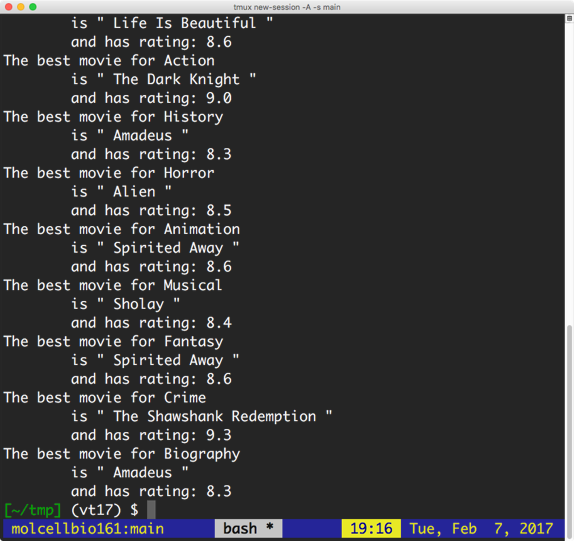 tmux new-session -A -s main
is " Life Is Beautiful "
and has rating: 8.6
The best movie for Action
is " The Dark Knight "
and has rating: 9.0
The best movie for History
is " Amadeus "
and has rating: 8.3
The best movie for Horror
is " Alien "
and has rating: 8.5
The best movie for Animation
is " Spirited Away "
and has rating: 8.6
The best movie for Musical
is " Sholay "
and has rating: 8.4
The best movie for Fantasy
is " Spirited Away "
and has rating: 8.6
The best movie for Crime
is " The Shawshank Redemption "
and has rating: 9.3
The best movie for Biography
is " Amadeus "
and has rating: 8.3
[~/tmp] (vt17) $
molcellbio161:main bash * 19:16 Tue, Feb 7, 2017